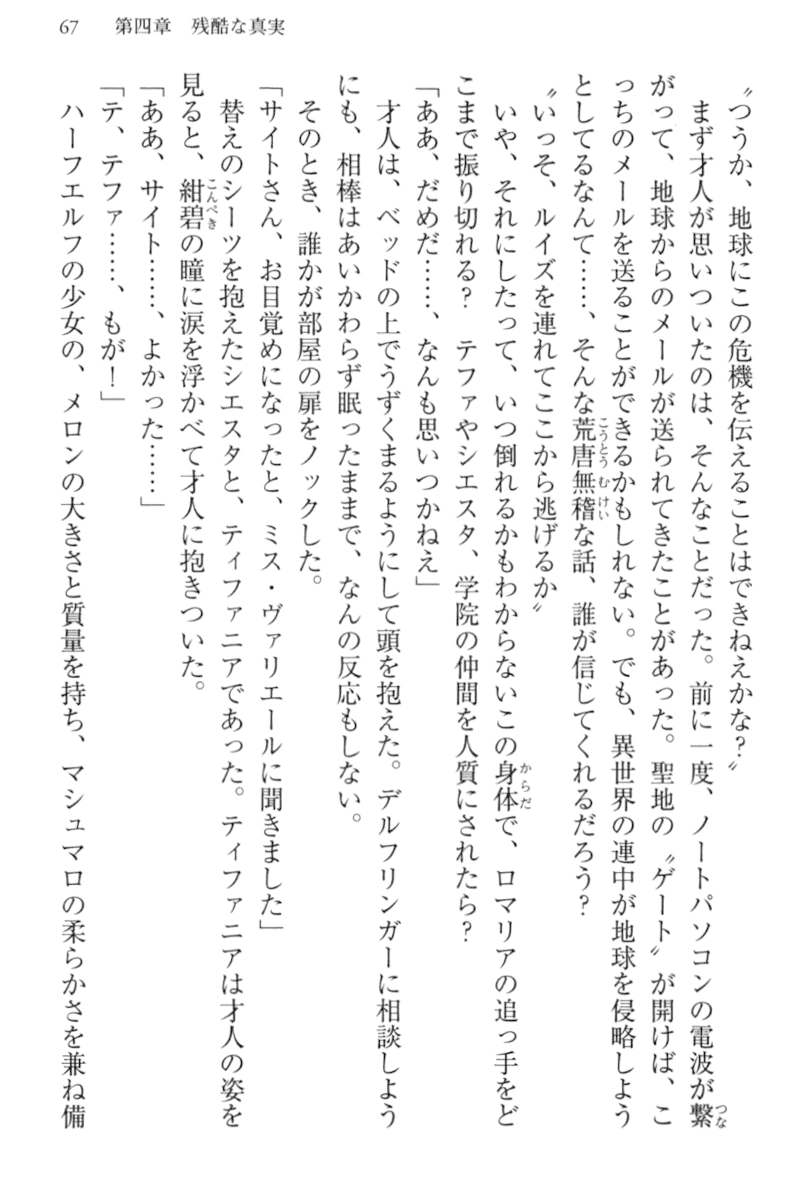 67　第四章　残酷な真実
〝つうか、地球にこの危機を伝えることはできねえかな？〟
まず才人が思いついたのは、そんなことだった。前に一度、ノートパソコンの電波が繋
がって、地球からのメールが送られてきたことがあった。聖地の〝ゲート〟が開けば、こ
っちのメールを送ることができるかもしれない。でも、異世界の連中が地球を侵略しよう
としてるなんて……、そんな荒唐無稽な話、誰が信じてくれるだろう？
〝いっそ、ルイズを連れてここから逃げるか〟
いや、それにしたって、いつ倒れるかもわからないこの身体で、ロマリアの追っ手をど
こまで振り切れる？　テファやシエスタ、学院の仲間を人質にされたら？
「ああ、だめだ……、なんも思いつかねえ」
才人は、ベッドの上でうずくまるようにして頭を抱えた。デルフリンガーに相談しよう
にも、相棒はあいかわらず眠ったままで、なんの反応もしない。
そのとき、誰かが部屋の扉をノックした。
「サイトさん、お目覚めになったと、ミス・ヴァリエールに聞きました」
替えのシーツを抱えたシエスタと、ティファニアであった。ティファニアは才人の姿を
見ると、紺碧の瞳に涙を浮かべて才人に抱きついた。
「ああ、サイト……、よかった……」
「テ、テファ……、もが！」
ハーフエルフの少女の、メロンの大きさと質量を持ち、マシュマロの柔らかさを兼ね備